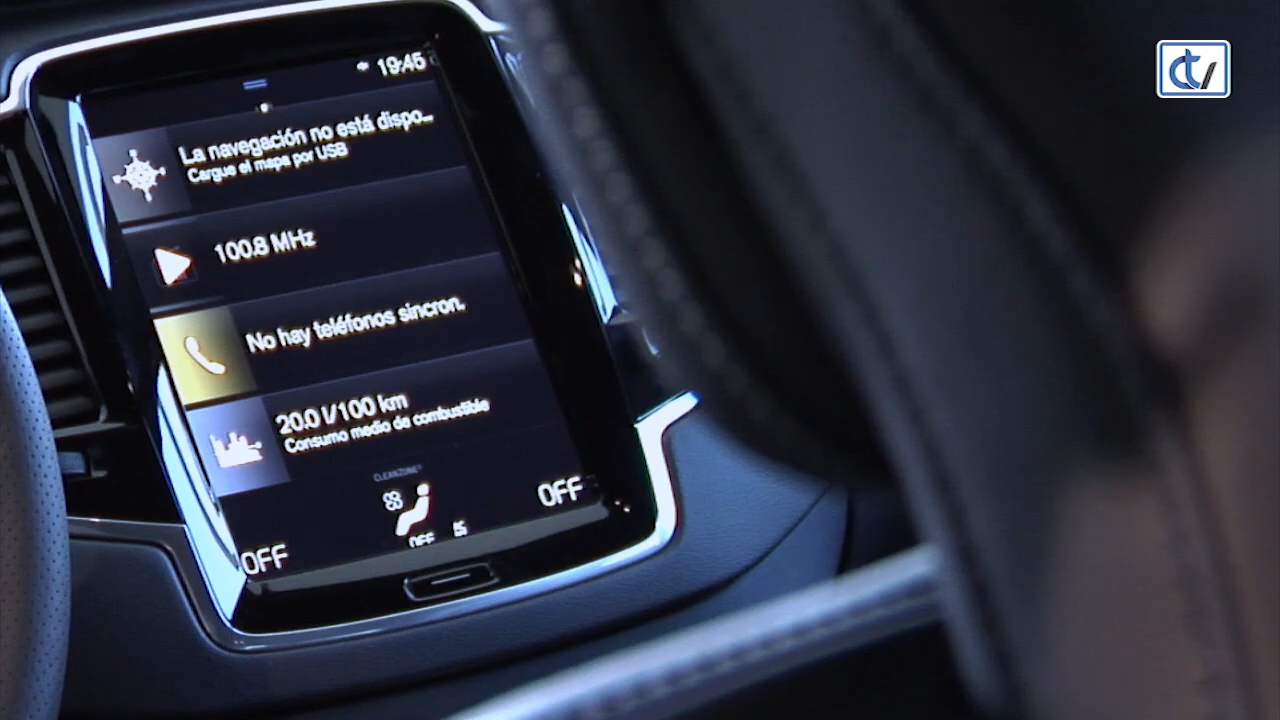 19:45
La navegación no está dispo...
Cargue el mapa por USB
100.8 MHz
No hay teléfonos sincron.
20.0 l/100 km
Consumo medio de combustible
CLEANZONE
OFF
OFF
OFF
ctv